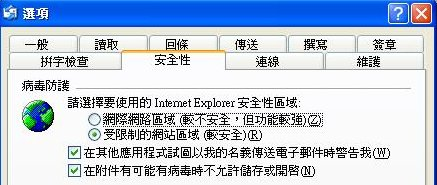 選項
一般 讀取 回條 傳送 撰寫 簽章
拼字檢查 安全性 連線 維護
病毒防護
請選擇要使用的 Internet Explorer 安全性區域:
網際網路區域 (較不安全，但功能較強)(Z)
受限制的網站區域 (較安全)(R)
在其他應用程式試圖以我的名義傳送電子郵件時警告我(W)
在附件有可能有病毒時不允許儲存或開啓(N)